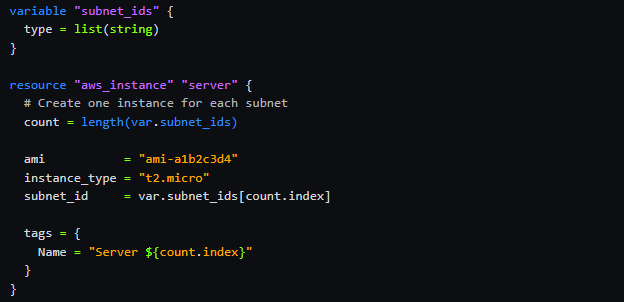 variable "subnet_ids" {
  type = list(string)
}

resource "aws_instance" "server" {
  # Create one instance for each subnet
  count = length(var.subnet_ids)

  ami           = "ami-a1b2c3d4"
  instance_type = "t2.micro"
  subnet_id     = var.subnet_ids[count.index]

  tags = {
    Name = "Server ${count.index}"
  }
}